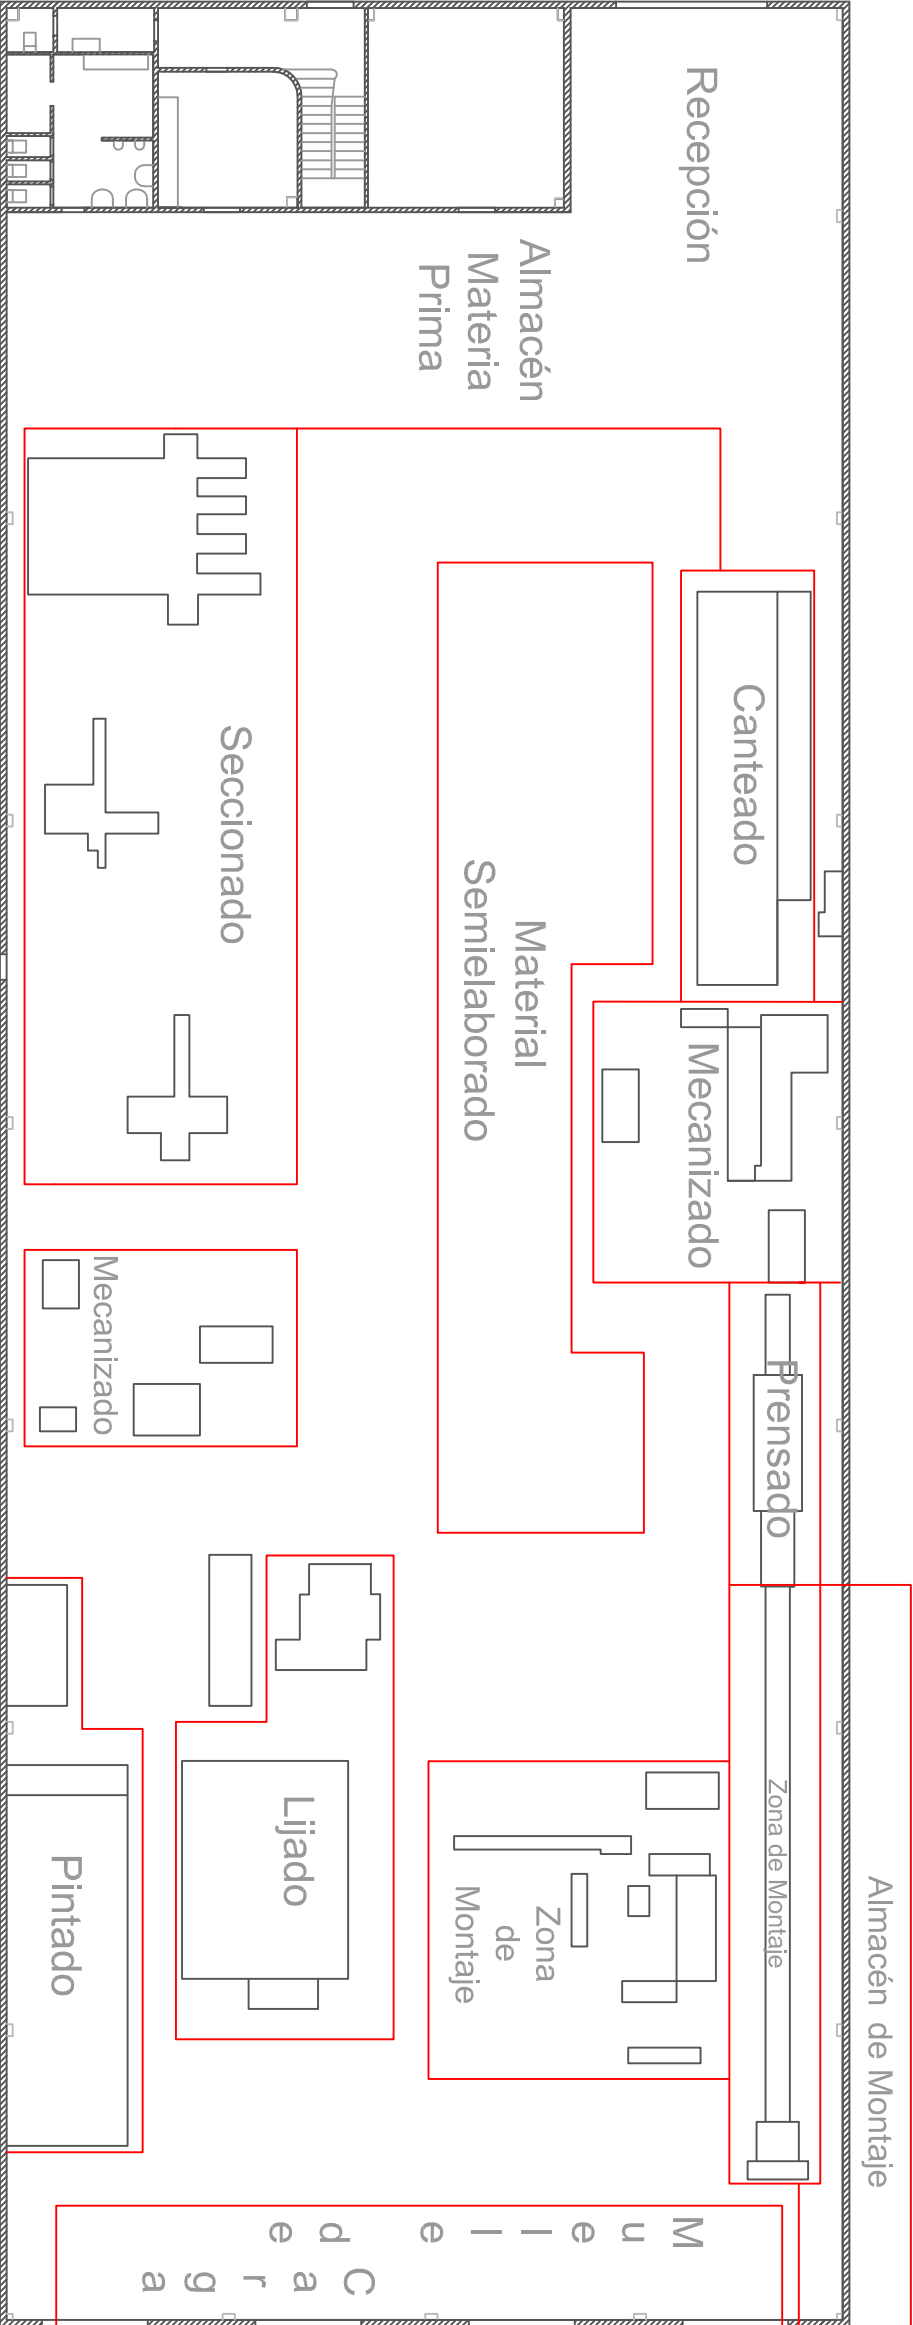 Recepción
Almacén
Materia
Prima
Canteado
Seccionado
Material
Semielaborado
Mecanizado
Mecanizado
Prensado
Zona de Montaje
Almacén de Montaje
Zona
de
Montaje
Lijado
Pintado
Muelle de
Carga